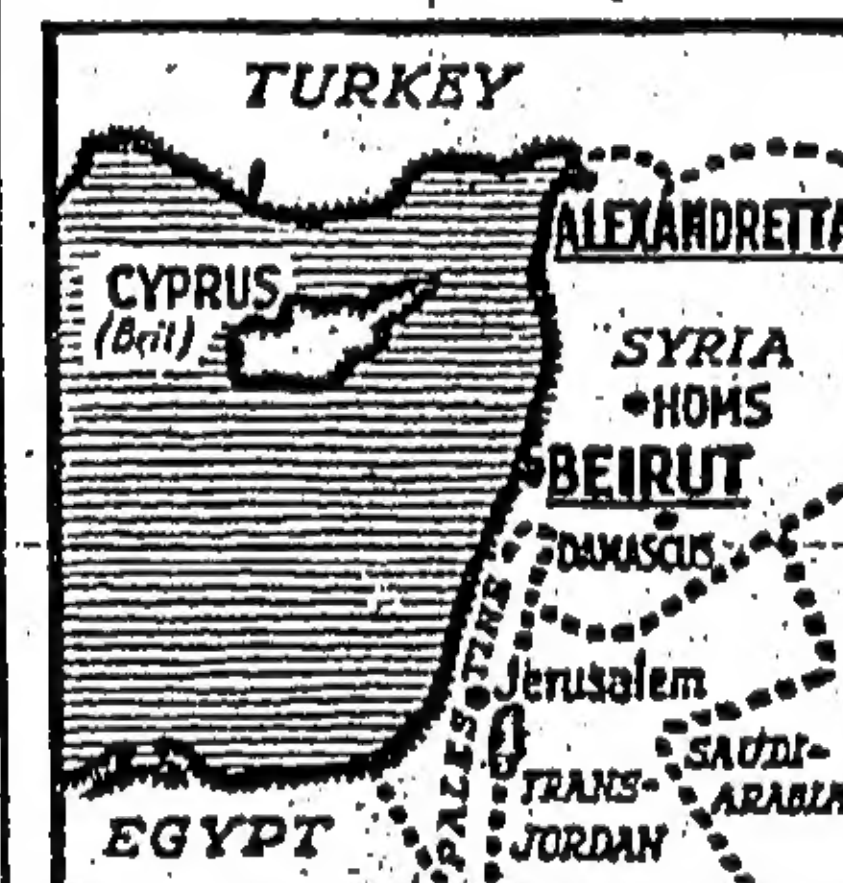 TURKEY
ALEXANDRETTA
CYPRUS
(Brit)
SYRIA
HOMS
BEIRUT
DAMASCUS
PALESTINE
Jerusalem
SAUDI-
ARABIA
TRANS-
JORDAN
EGYPT